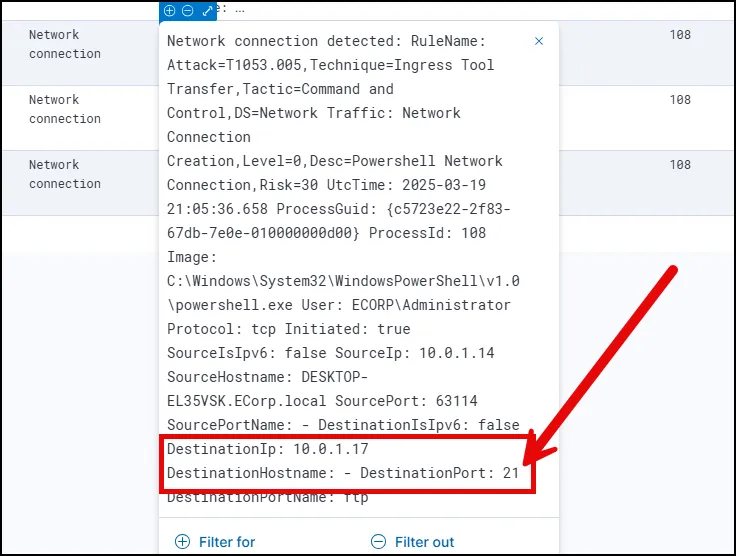 e: ...
Network
connection
108
Network connection detected: RuleName:
Attack=T1053.005,Technique=Ingress Tool
Transfer,Tactic=Command and
Control,DS=Network Traffic: Network
Connection
Creation,Level=0,Desc=Powershell Network
Connection,Risk=30 UtcTime: 2025-03-19
21:05:36.658 ProcessGuid: {c5723e22-2f83-
67db-7e0e-010000000d00} ProcessId: 108
Image:
C:\Windows\System32\WindowsPowerShell\v1.0
\powershell.exe User: ECORP\Administrator
Protocol: tcp Initiated: true
SourceIsIpv6: false SourceIp: 10.0.1.14
SourceHostname: DESKTOP-
EL35VSK.ECorp.local SourcePort: 63114
SourcePortName: - DestinationIsIpv6: false
DestinationIp: 10.0.1.17
DestinationHostname: - DestinationPort: 21
DestinationPortName: ftp
Filter for
Filter out
Network
connection
108
Network
connection
108